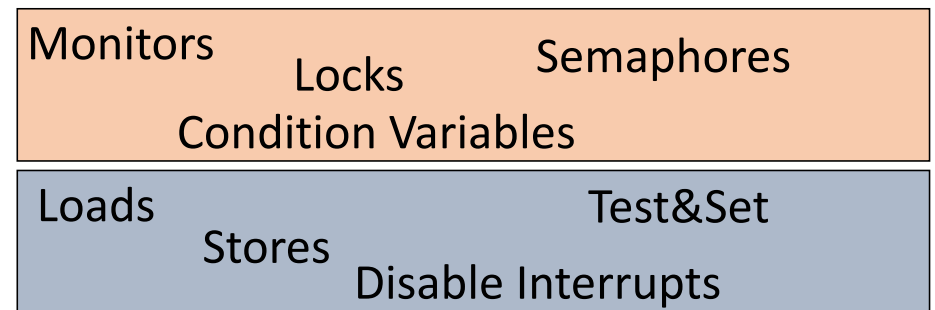 Monitors
Locks
Semaphores
Condition Variables
Loads
Stores
Test&Set
Disable Interrupts